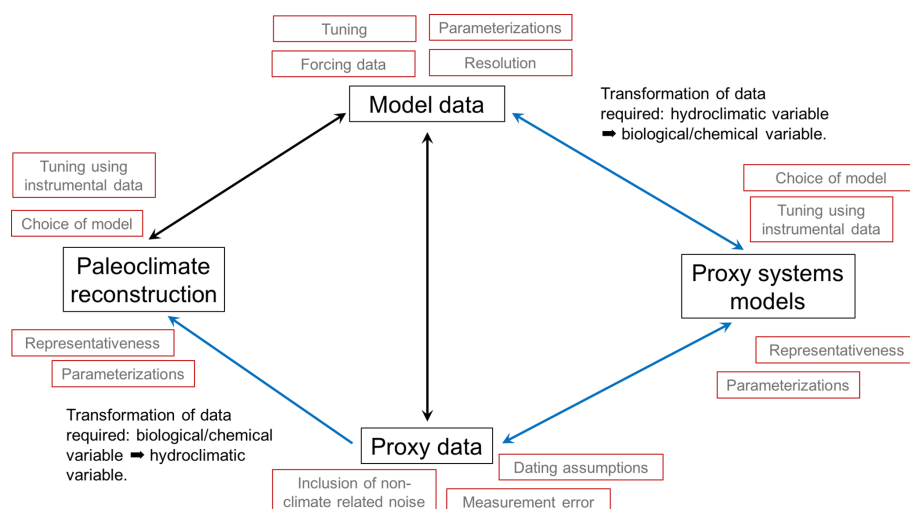 Tuning
Parameterizations
Forcing data
Resolution
Model data
Transformation of data
required: hydroclimatic variable
➡ biological/chemical variable.
Tuning using
instrumental data
Choice of model
Choice of model
Tuning using
instrumental data
Paleoclimate
reconstruction
Proxy systems
models
Representativeness
Parameterizations
Representativeness
Parameterizations
Transformation of data
required: biological/chemical
variable ➡ hydroclimatic
variable.
Proxy data
Dating assumptions
Inclusion of non-
climate related noise
Measurement error